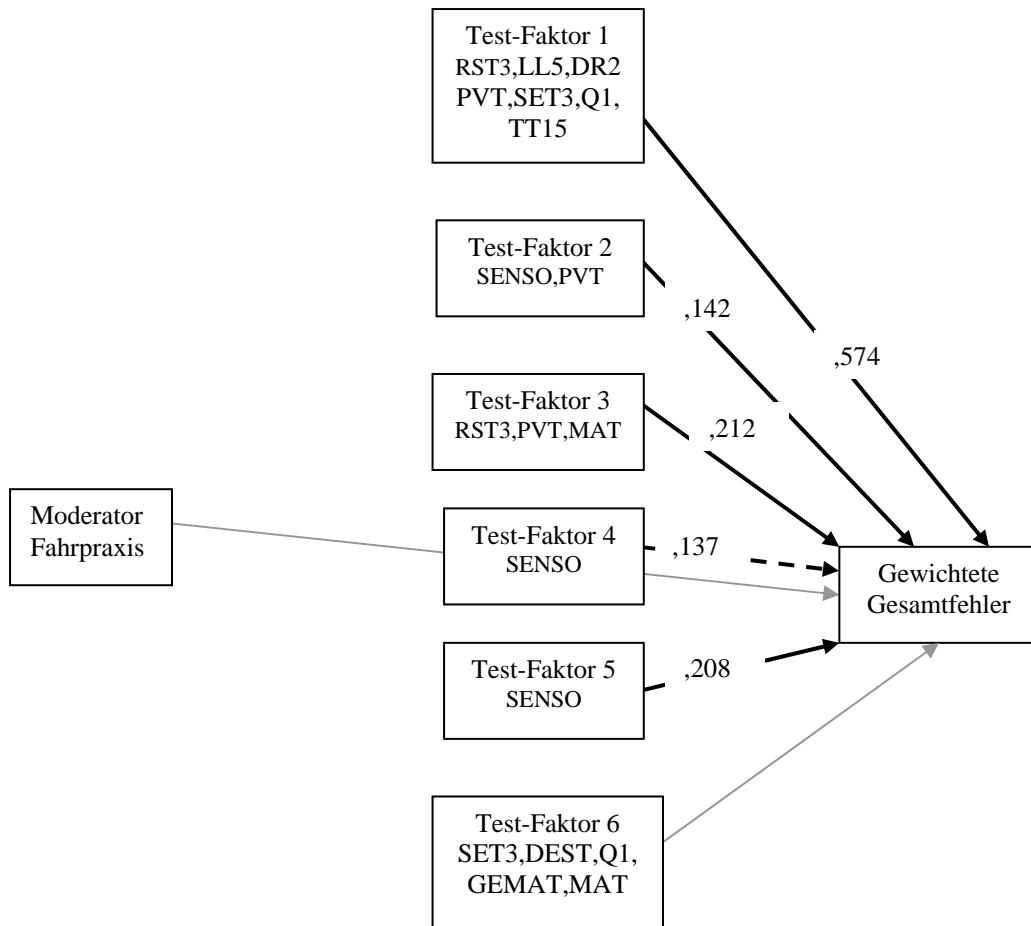 Test-Faktor 1
RST3,LL5,DR2
PVT,SET3,Q1,
TT15
Test-Faktor 2
SENSO,PVT
,142
,574
Test-Faktor 3
RST3,PVT,MAT
,212
Moderator
Fahrpraxis
Test-Faktor 4
SENSO
,137
Gewichtete
Gesamtfehler
Test-Faktor 5
SENSO
,208
Test-Faktor 6
SET3,DEST,Q1,
GEMAT,MAT